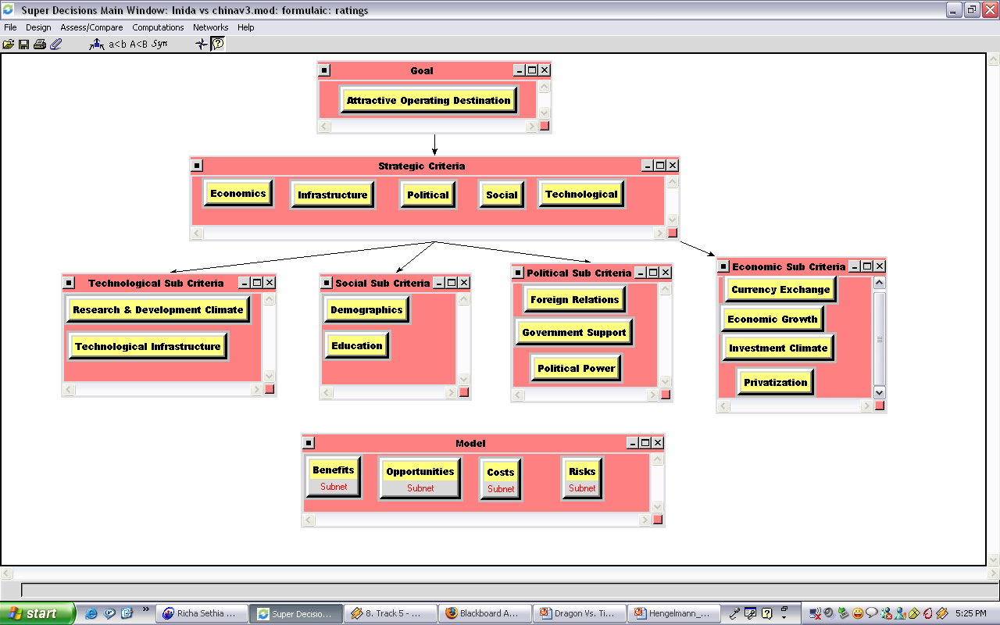 Super Decisions Main Window: Inida vs chinav3.mod: formulaic: ratings
File Design Assess/Compare Computations Networks Help
a<b A<B Syn
Goal
Attractive Operating Destination
Strategic Criteria
Economics Infrastructure Political Social Technological
Technological Sub Criteria
Research & Development Climate
Technological Infrastructure
Social Sub Criteria
Demographics
Education
Political Sub Criteria
Foreign Relations
Government Support
Political Power
Economic Sub Criteria
Currency Exchange
Economic Growth
Investment Climate
Privatization
Model
Benefits Opportunities Costs Risks
Subnet Subnet Subnet Subnet
start Richa Sethia ... Super Decisio... 8. Track 5 - ... Blackboard A... Dragon Vs. Ti... Hengelmann_... 5:25 PM